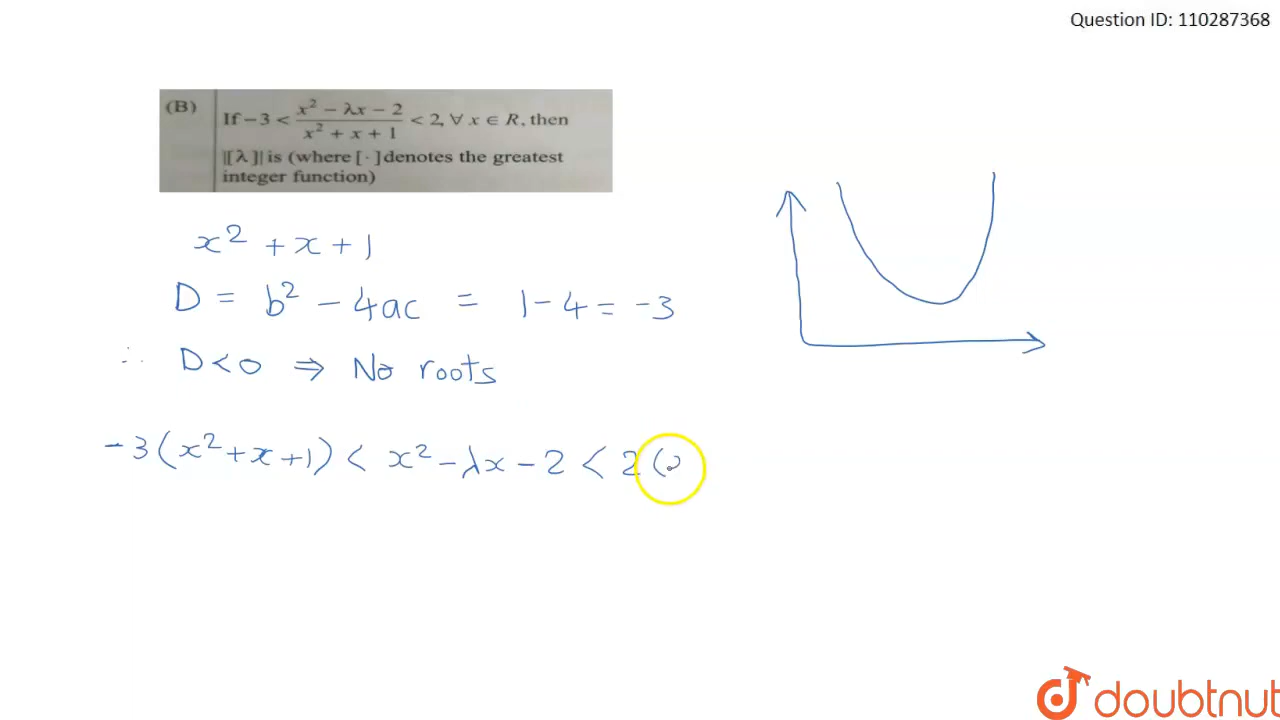 Question ID: 110287368
(B) If −3 < (x² − λx − 2)/(x² + x + 1) < 2, ∀ x ∈ R, then
|[λ]| is (where [·] denotes the greatest
integer function)
x² + x + 1
D = b² − 4ac = 1 − 4 = −3
∴ D < 0 ⇒ No roots
−3(x² + x + 1) < x² − λx − 2 < 2(
doubtnut